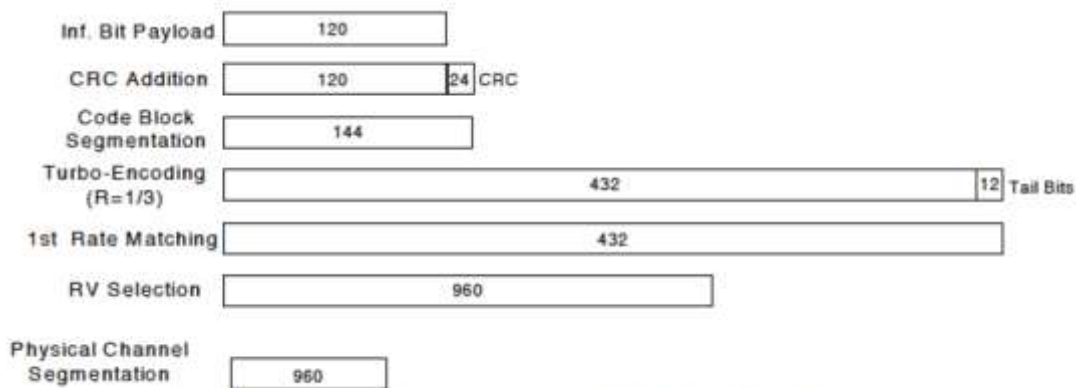 Inf. Bit Payload 120
CRC Addition 120 24 CRC
Code Block
Segmentation 144
Turbo-Encoding
(R=1/3) 432 12 Tail Bits
1st Rate Matching 432
RV Selection 960
Physical Channel
Segmentation 960